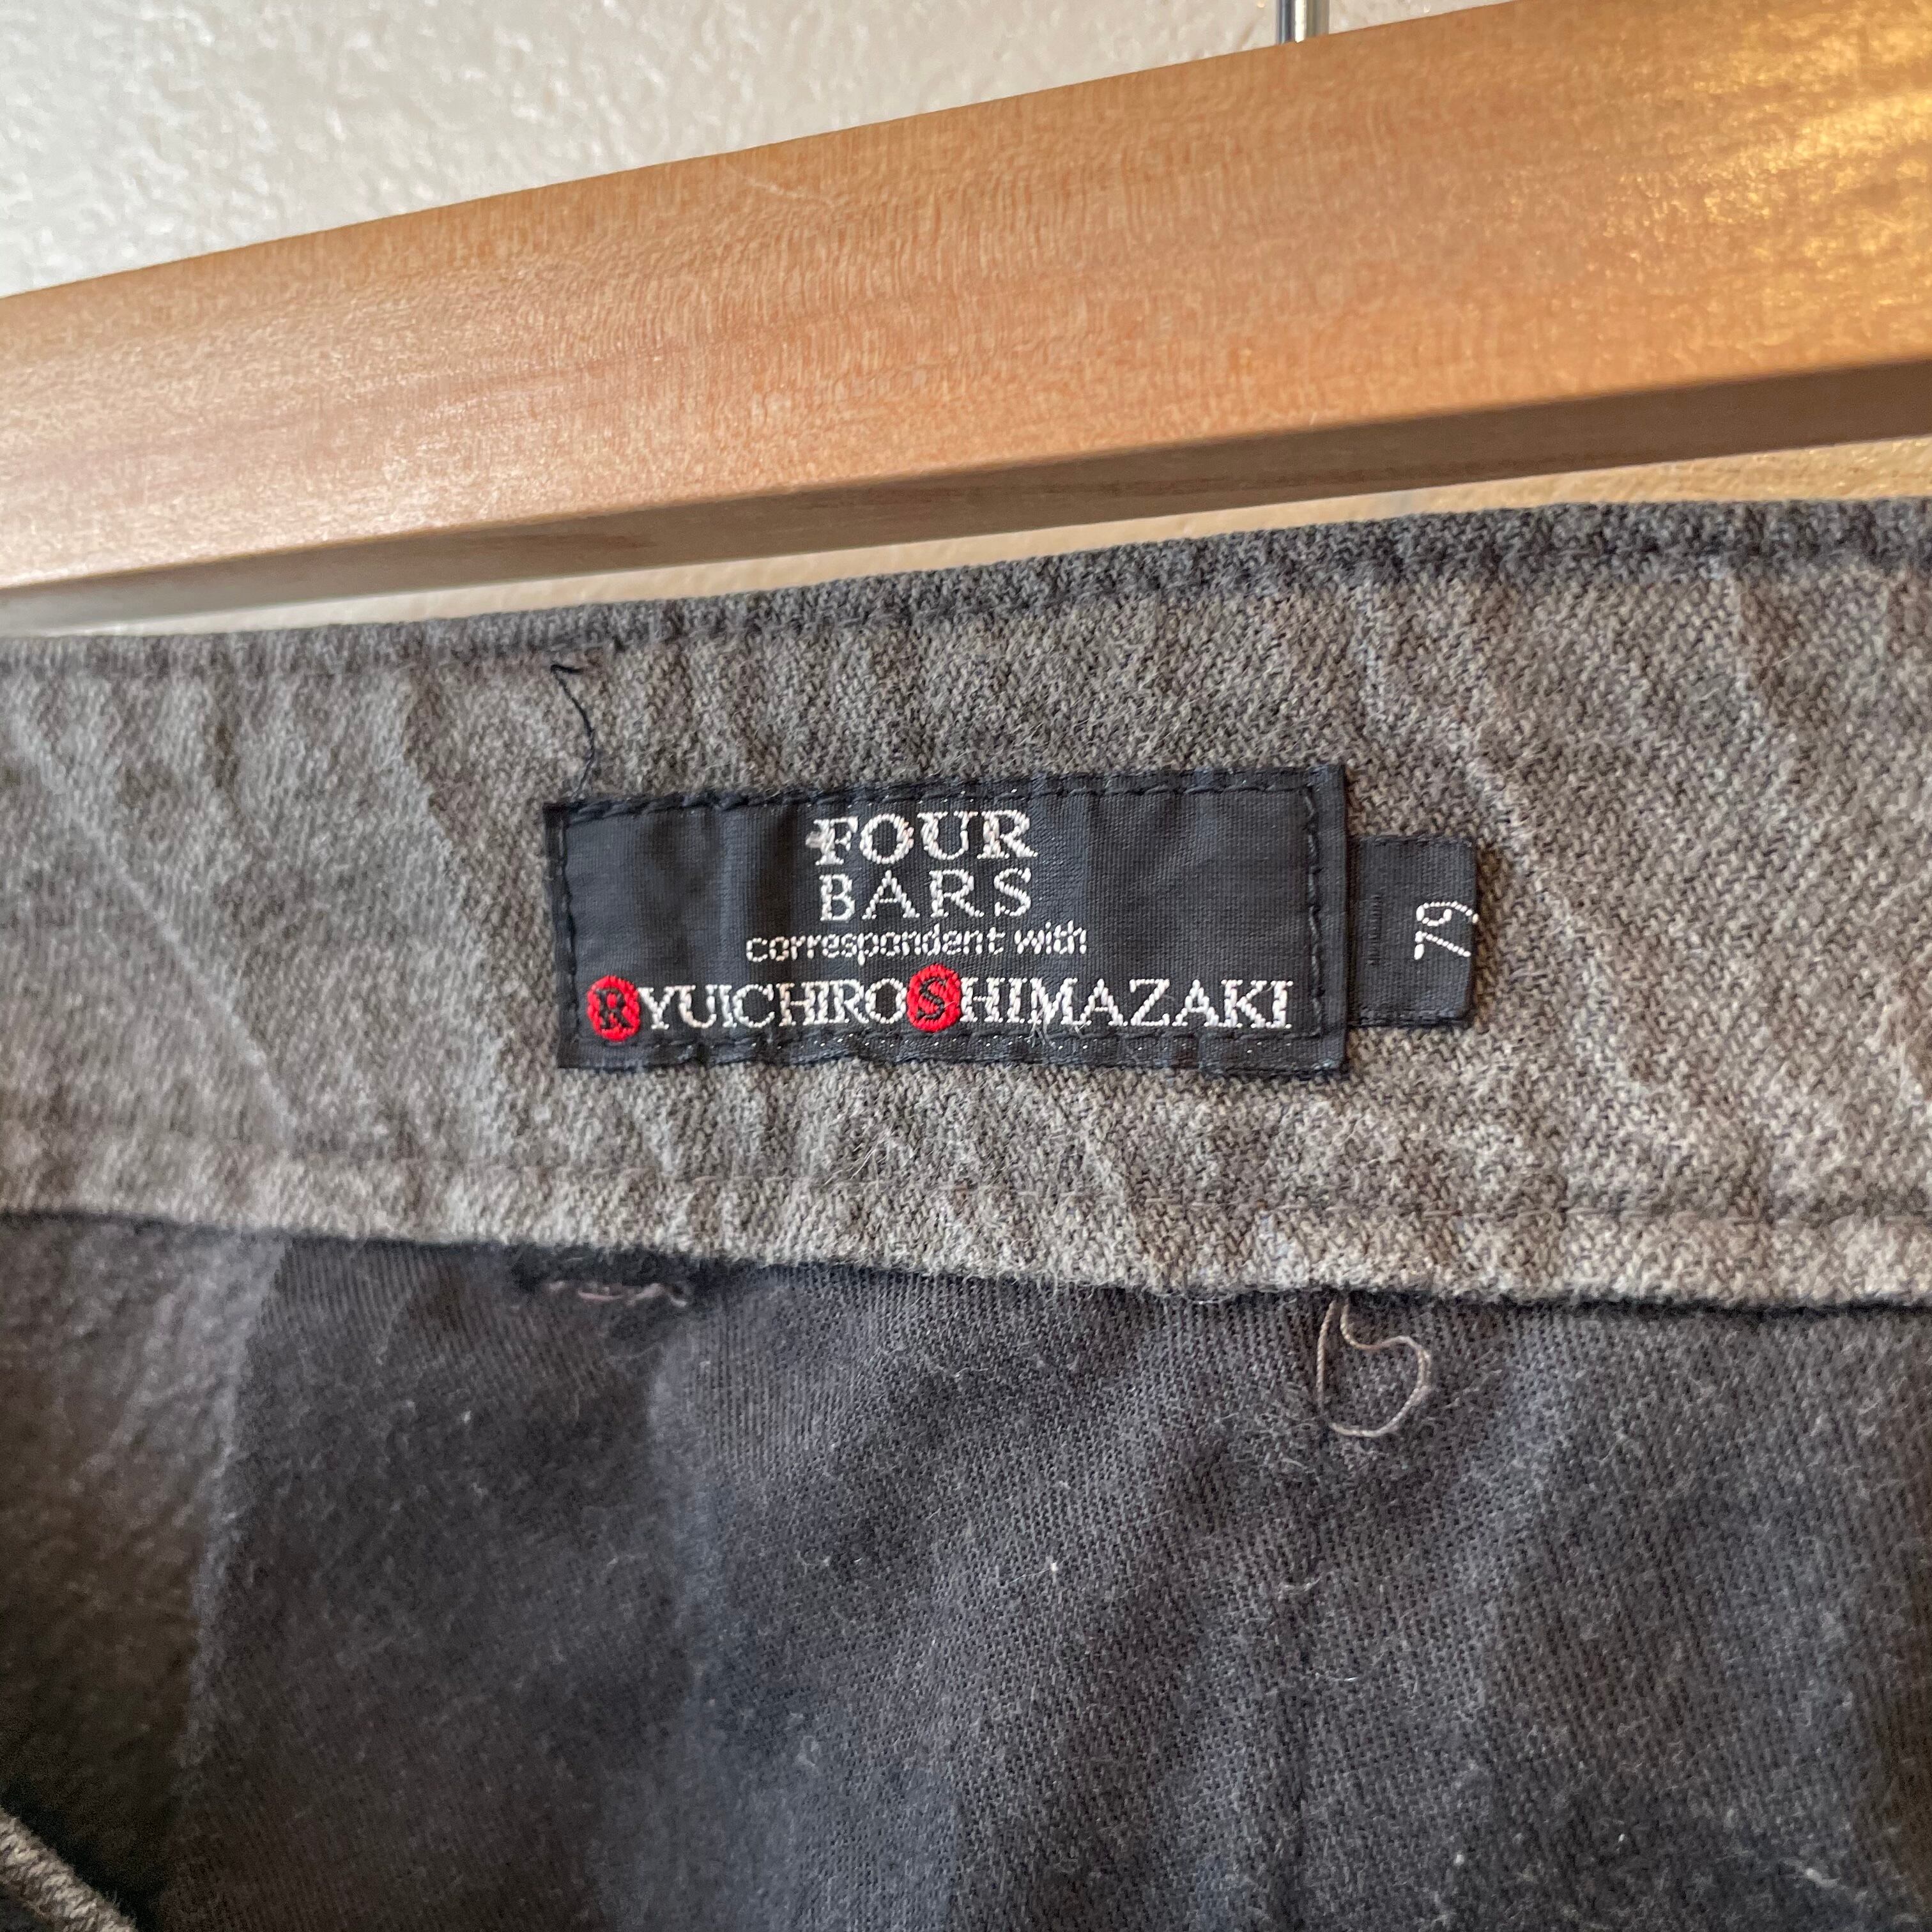 FOUR
BARS
correspondent with
RYUICHIROSHIMAZAKI
79